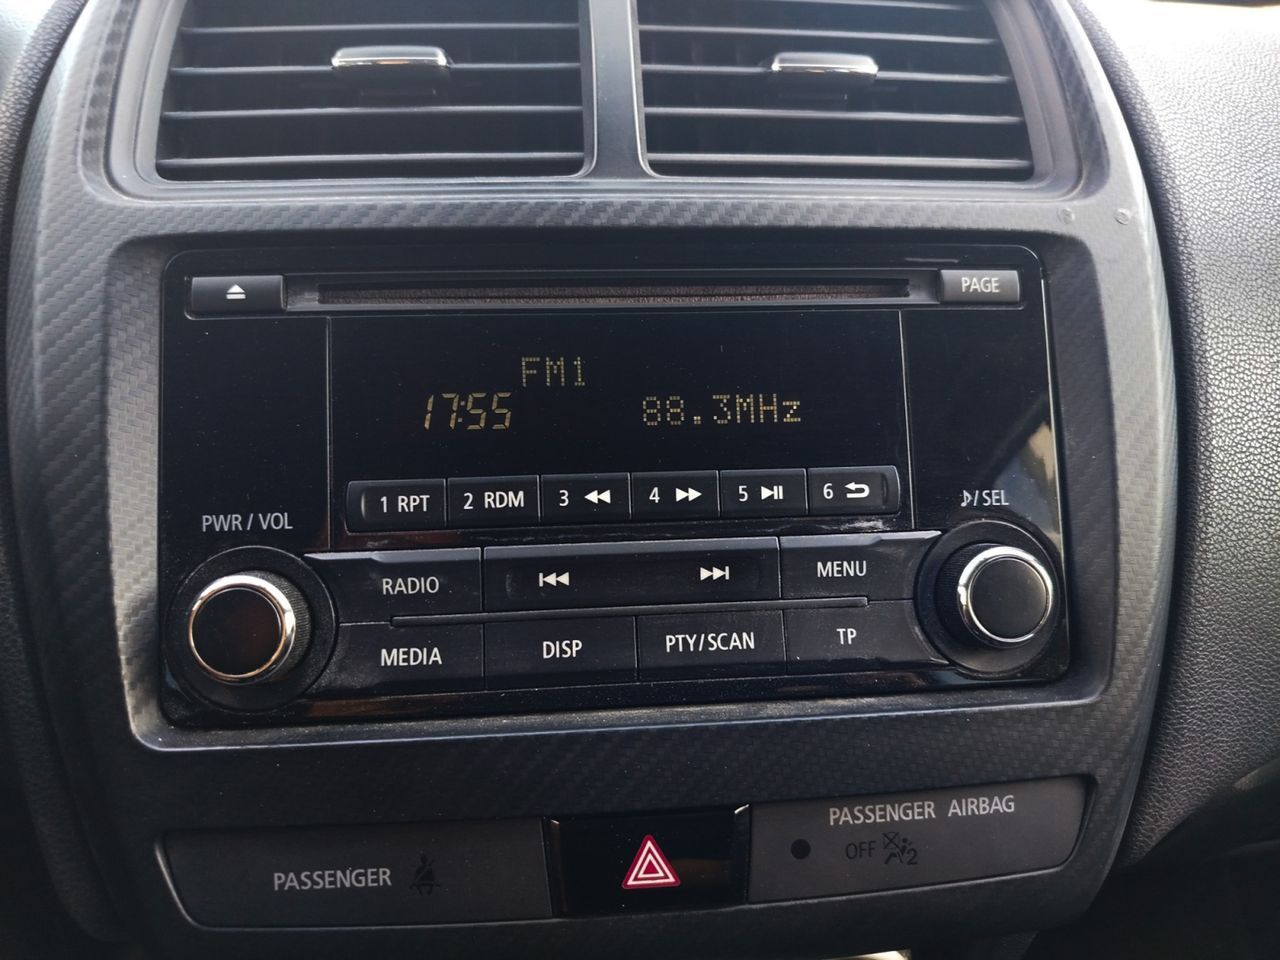 PAGE
FM1
17:55 88.3MHz
1 RPT 2 RDM 3 4 5 6
PWR / VOL
/ SEL
RADIO
MENU
MEDIA
DISP
PTY/SCAN
TP
PASSENGER
PASSENGER AIRBAG
OFF 2